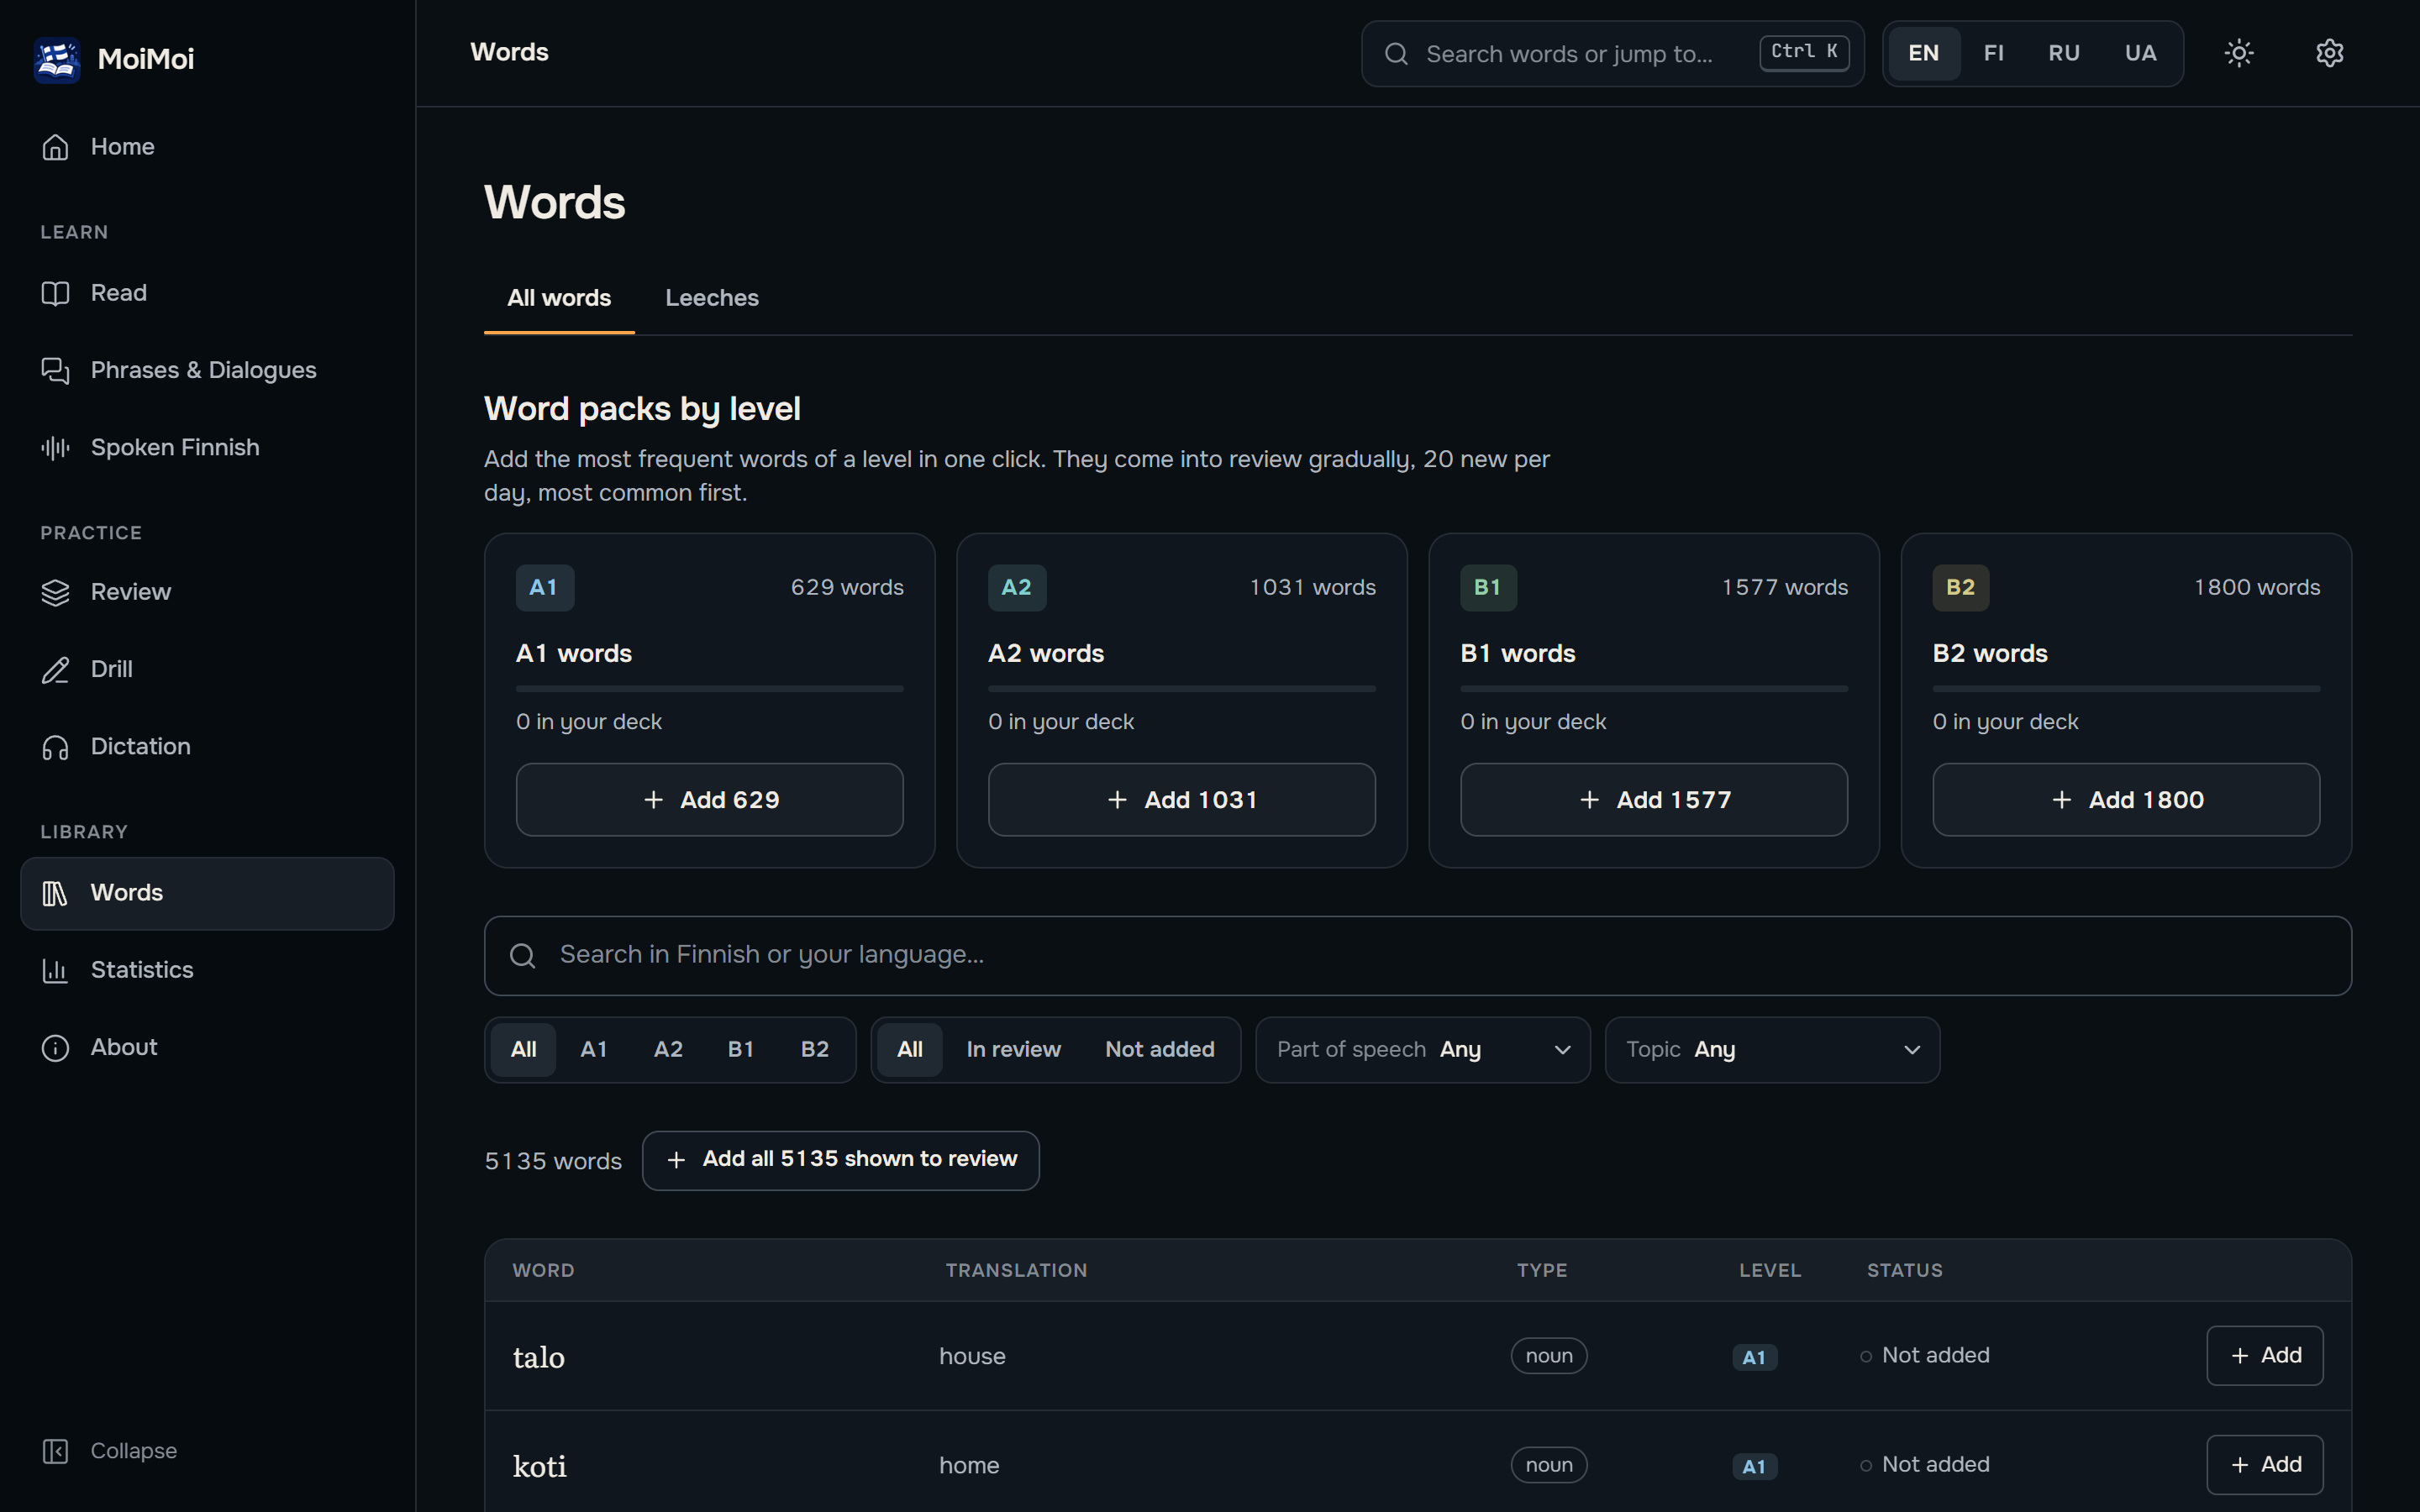 MoiMoi
Home
LEARN
Read
Phrases & Dialogues
Spoken Finnish
PRACTICE
Review
Drill
Dictation
LIBRARY
Words
Statistics
About
Collapse
Words
Search words or jump to...
Ctrl K
EN FI RU UA
Words
All words Leeches
Word packs by level
Add the most frequent words of a level in one click. They come into review gradually, 20 new per
day, most common first.
A1 629 words
A1 words
0 in your deck
+ Add 629
A2 1031 words
A2 words
0 in your deck
+ Add 1031
B1 1577 words
B1 words
0 in your deck
+ Add 1577
B2 1800 words
B2 words
0 in your deck
+ Add 1800
Search in Finnish or your language...
All A1 A2 B1 B2
All In review Not added
Part of speech Any
Topic Any
5135 words
+ Add all 5135 shown to review
WORD TRANSLATION TYPE LEVEL STATUS
talo house noun A1 Not added + Add
koti home noun A1 Not added + Add